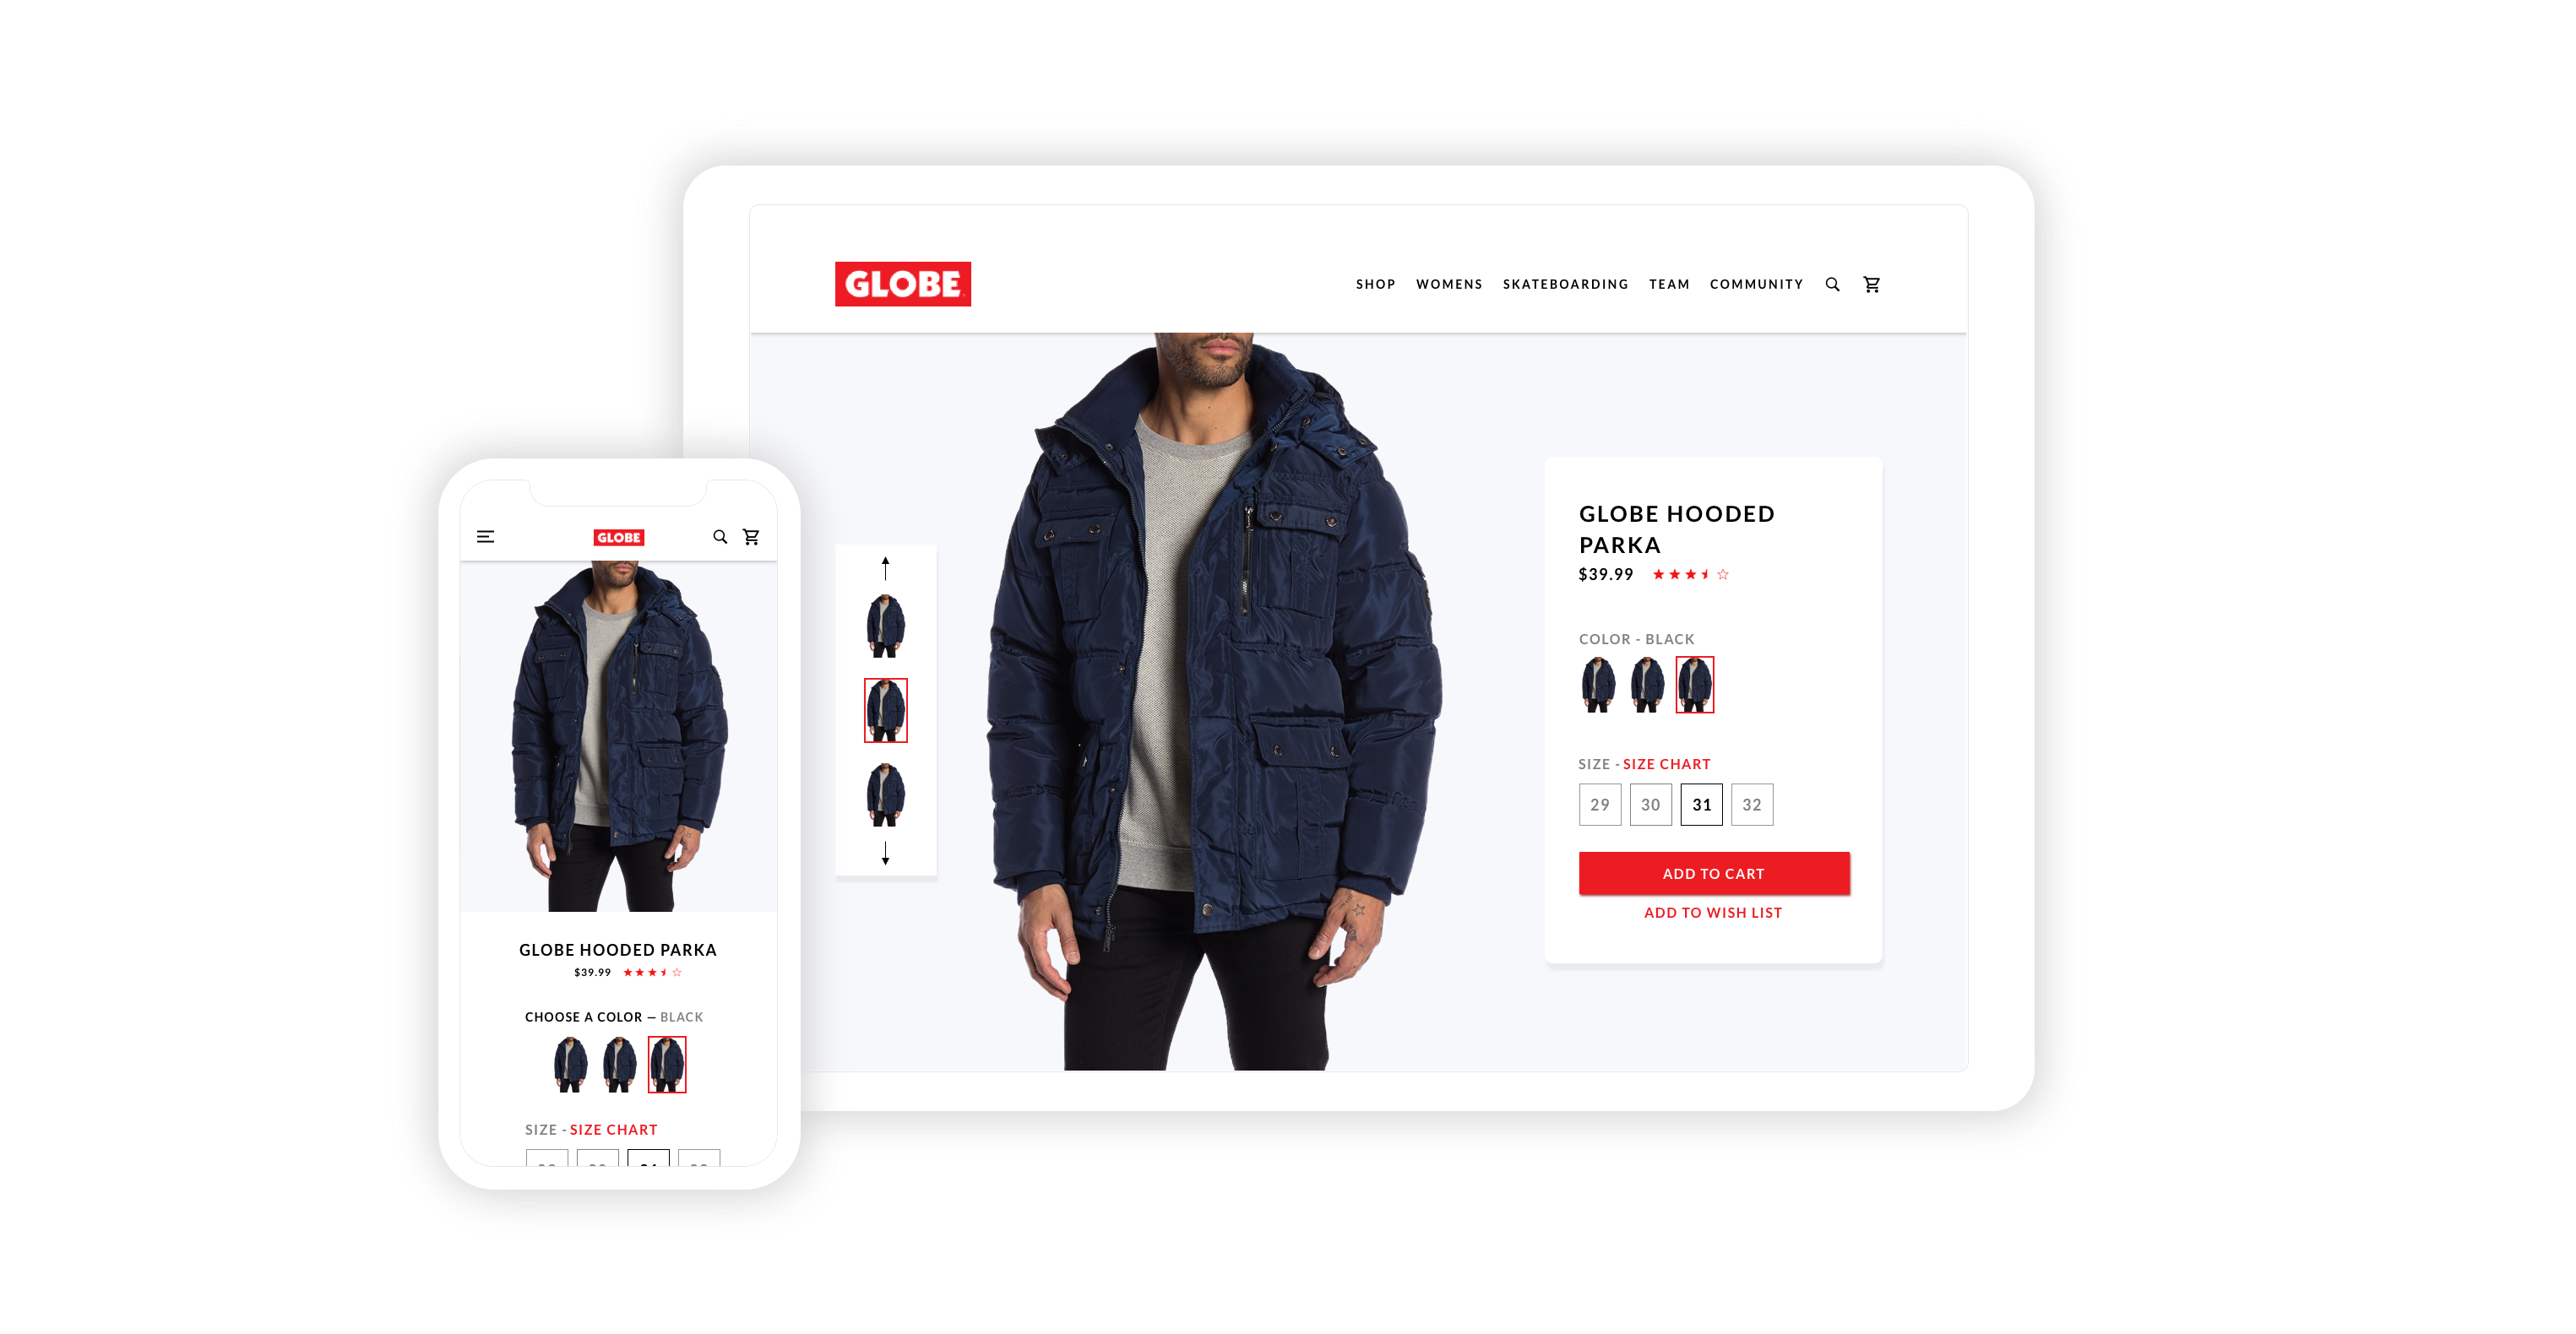 GLOBE
SHOP WOMENS SKATEBOARDING TEAM COMMUNITY
GLOBE HOODED
PARKA
$39.99
COLOR - BLACK
SIZE - SIZE CHART
29 30 31 32
ADD TO CART
ADD TO WISH LIST
GLOBE
GLOBE HOODED PARKA
$39.99
CHOOSE A COLOR — BLACK
SIZE - SIZE CHART